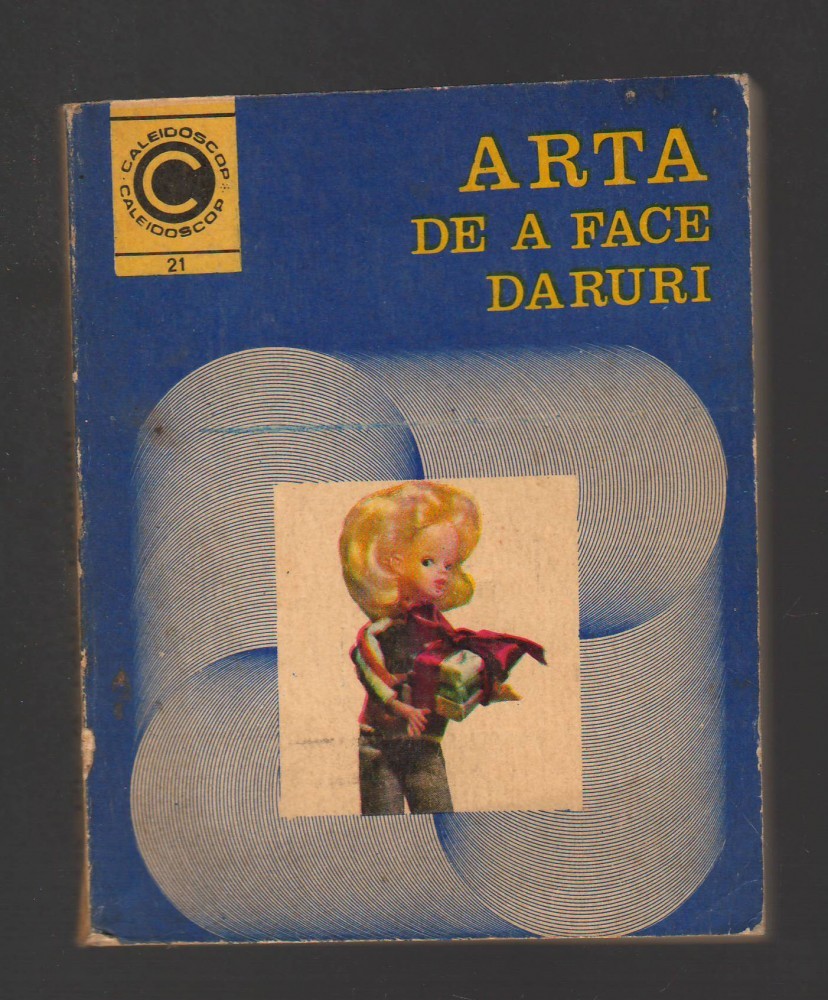 CALEIDOSCOP
C
CALEIDOSCOP
21
ARTA
DE A FACE
DARURI